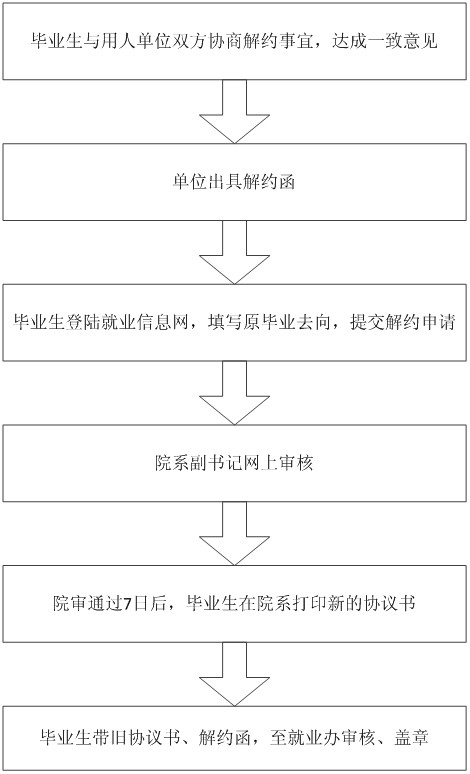 毕业生与用人单位双方协商解约事宜，达成一致意见
单位出具解约函
毕业生登陆就业信息网，填写原毕业去向，提交解约申请
院系副书记网上审核
院审通过7日后，毕业生在院系打印新的协议书
毕业生带旧协议书、解约函，至就业办审核、盖章